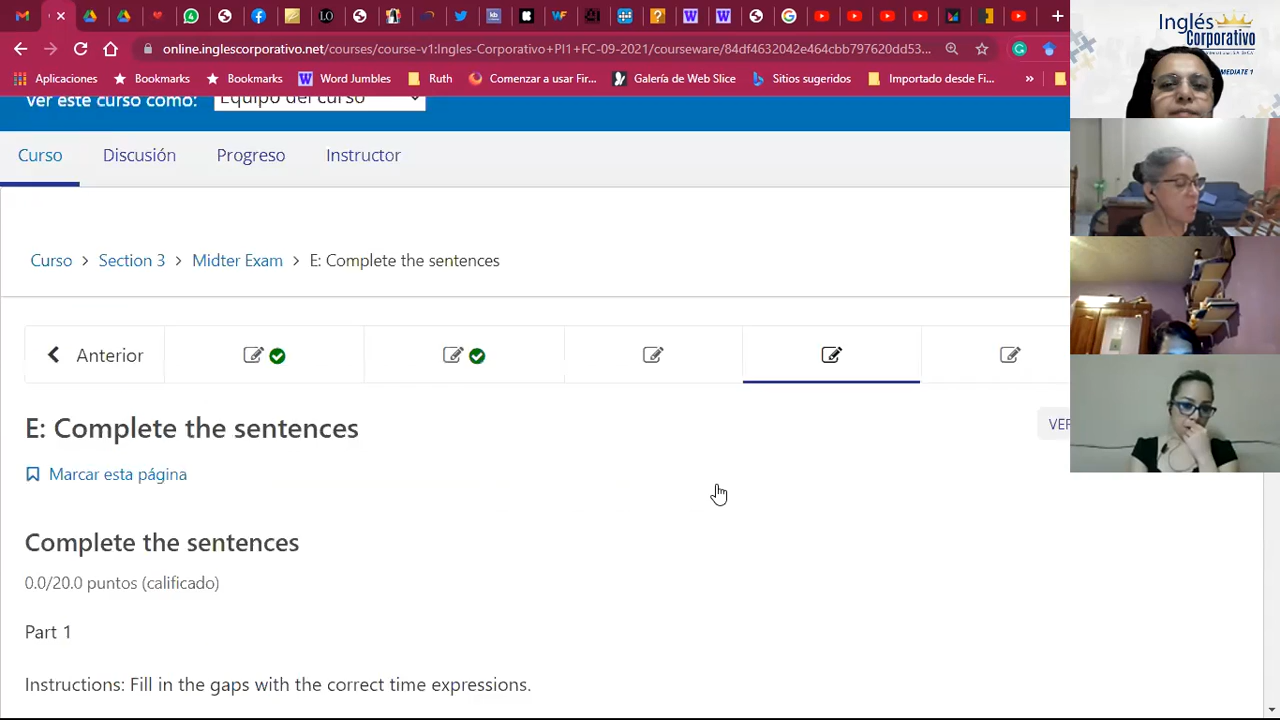 online.inglescorporativo.net/courses/course-v1:Ingles-Corporativo+PI1+FC-09-2021/courseware/84df4632042e464cbb797620dd53...
Aplicaciones
Bookmarks
Bookmarks
Word Jumbles
Ruth
Comenzar a usar Fir...
Galería de Web Slice
Sitios sugeridos
Importado desde Fi...
»
Inglés
Corporativo
MEDIATE 1
Ver este curso como:
Equipo del curso
Curso
Discusión
Progreso
Instructor
Curso > Section 3 > Midter Exam > E: Complete the sentences
Anterior
E: Complete the sentences
VER
Marcar esta página
Complete the sentences
0.0/20.0 puntos (calificado)
Part 1
Instructions: Fill in the gaps with the correct time expressions.